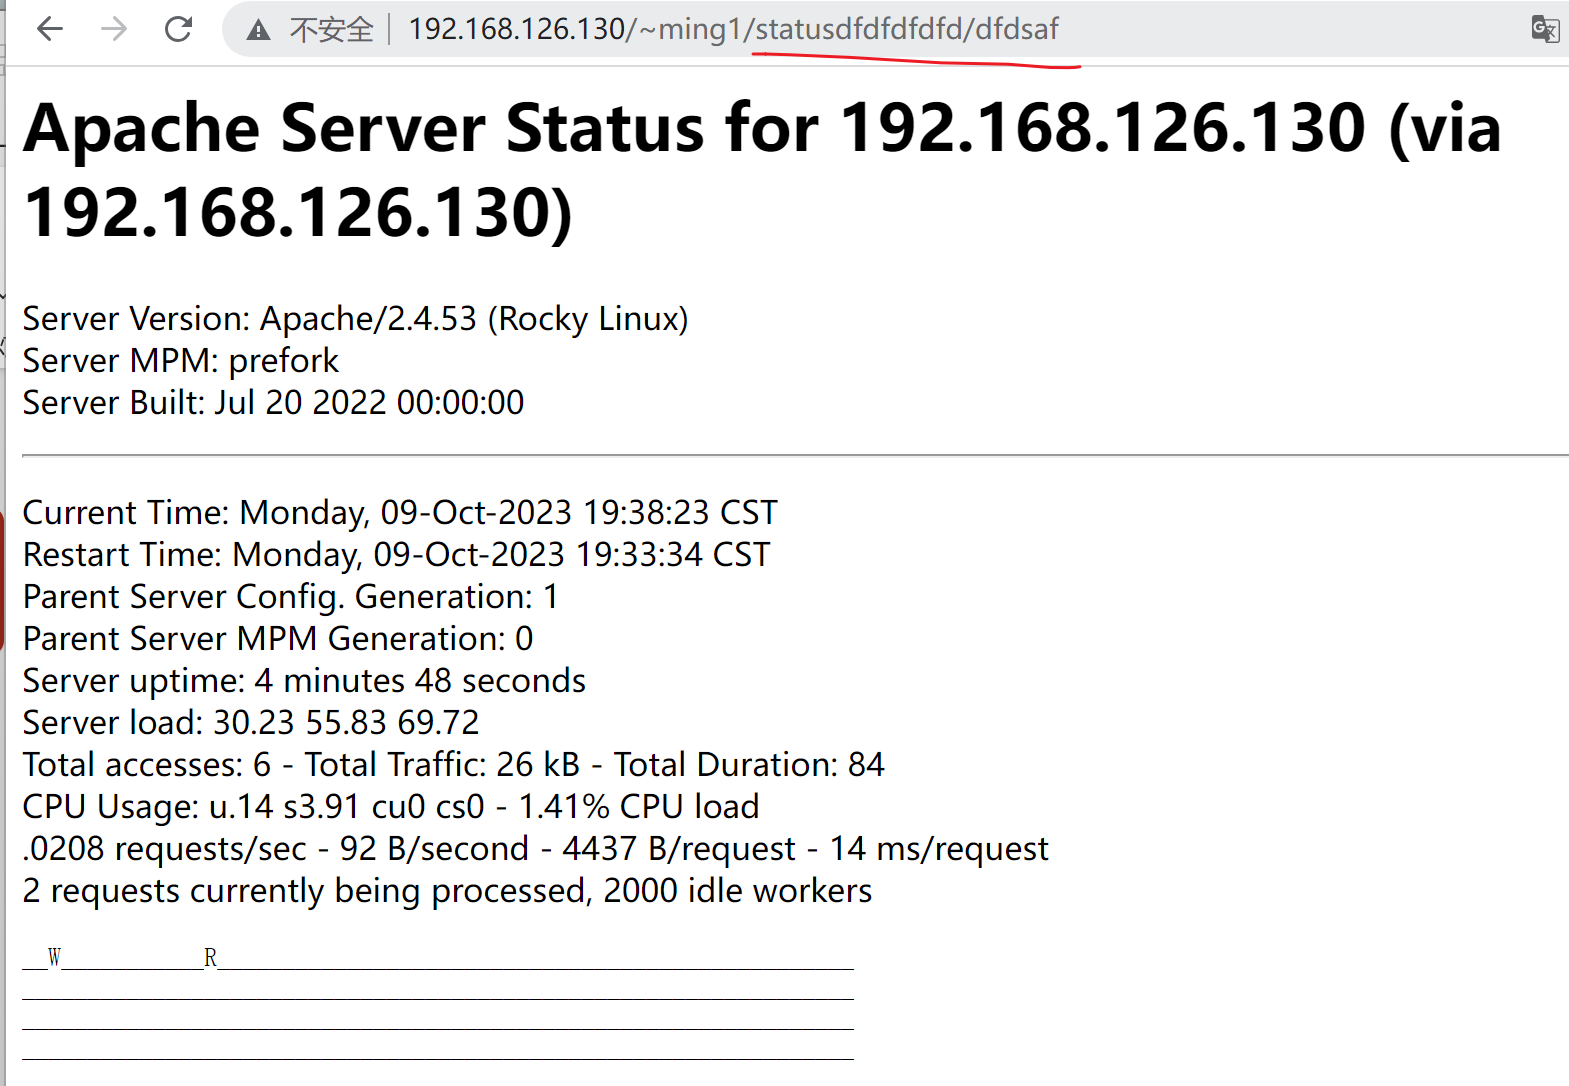 不安全 192.168.126.130/~ming1/statusdfdfdfdfd/dfdsaf
Apache Server Status for 192.168.126.130 (via
192.168.126.130)
Server Version: Apache/2.4.53 (Rocky Linux)
Server MPM: prefork
Server Built: Jul 20 2022 00:00:00
Current Time: Monday, 09-Oct-2023 19:38:23 CST
Restart Time: Monday, 09-Oct-2023 19:33:34 CST
Parent Server Config. Generation: 1
Parent Server MPM Generation: 0
Server uptime: 4 minutes 48 seconds
Server load: 30.23 55.83 69.72
Total accesses: 6 - Total Traffic: 26 kB - Total Duration: 84
CPU Usage: u.14 s3.91 cu0 cs0 - 1.41% CPU load
.0208 requests/sec - 92 B/second - 4437 B/request - 14 ms/request
2 requests currently being processed, 2000 idle workers
__W___________R_________________________________________________
________________________________________________________________
________________________________________________________________
________________________________________________________________